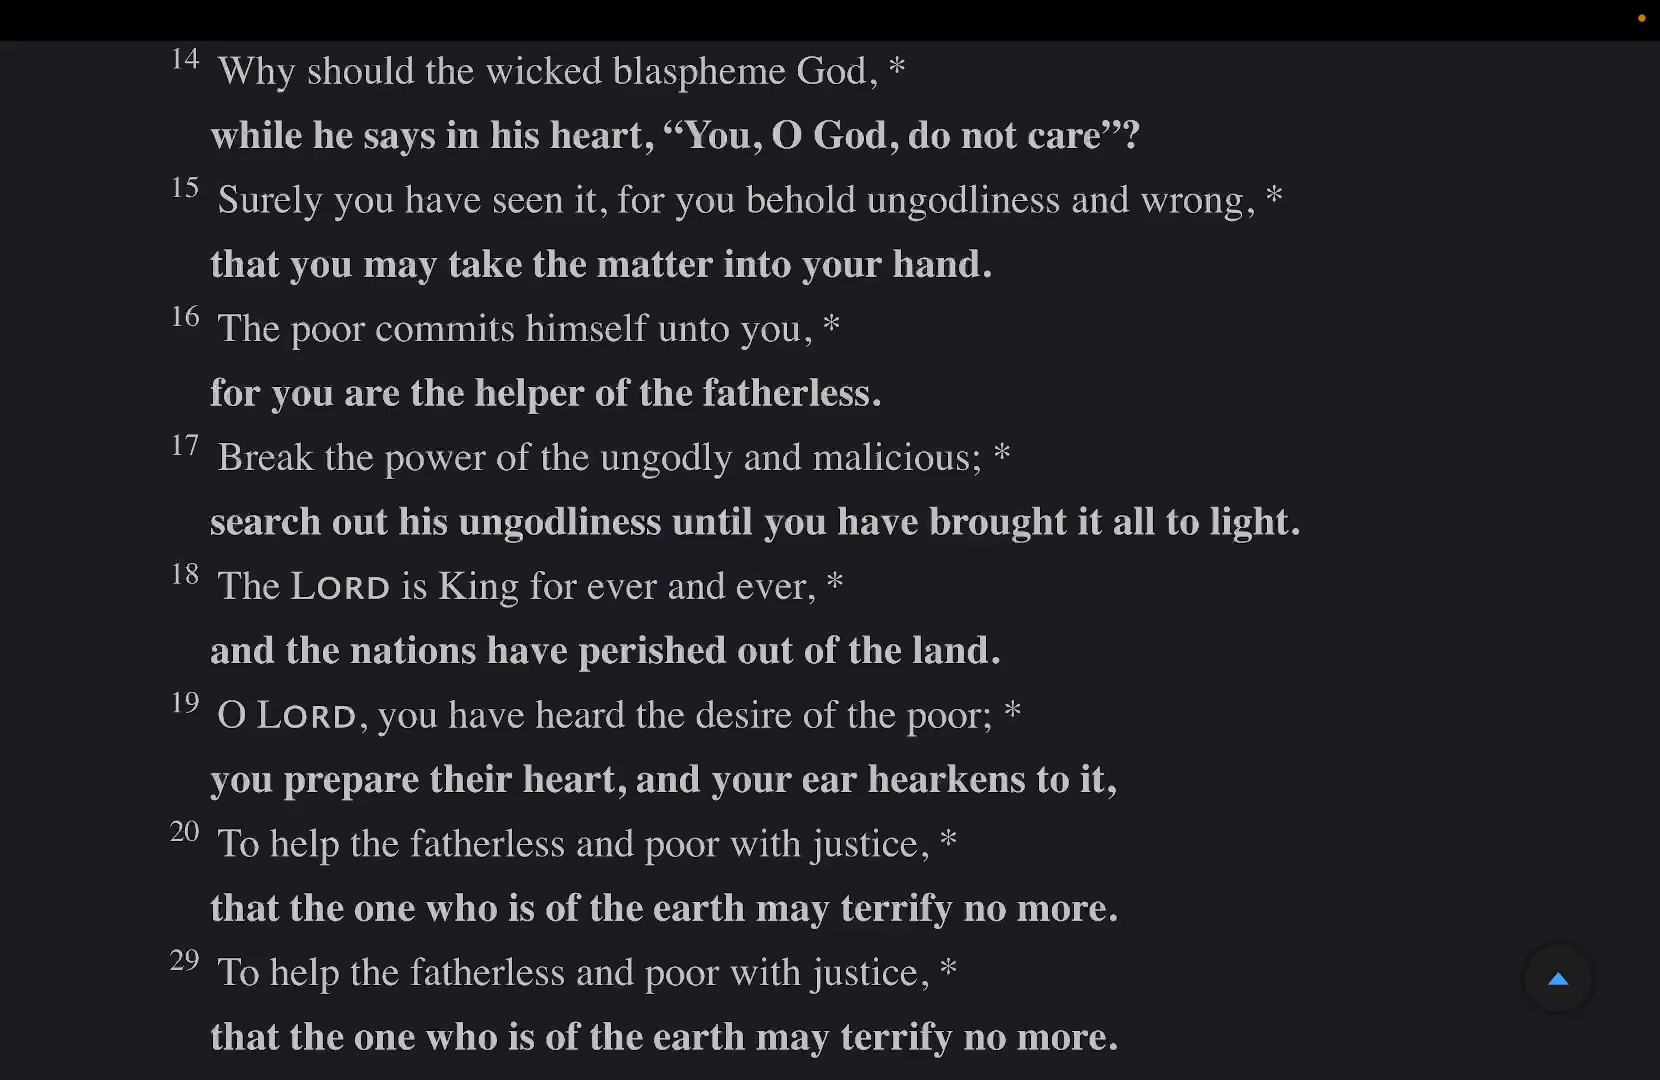 14 Why should the wicked blaspheme God, *
while he says in his heart, “You, O God, do not care”?
15 Surely you have seen it, for you behold ungodliness and wrong, *
that you may take the matter into your hand.
16 The poor commits himself unto you, *
for you are the helper of the fatherless.
17 Break the power of the ungodly and malicious; *
search out his ungodliness until you have brought it all to light.
18 The LORD is King for ever and ever, *
and the nations have perished out of the land.
19 O LORD, you have heard the desire of the poor; *
you prepare their heart, and your ear hearkens to it,
20 To help the fatherless and poor with justice, *
that the one who is of the earth may terrify no more.
29 To help the fatherless and poor with justice, *
that the one who is of the earth may terrify no more.